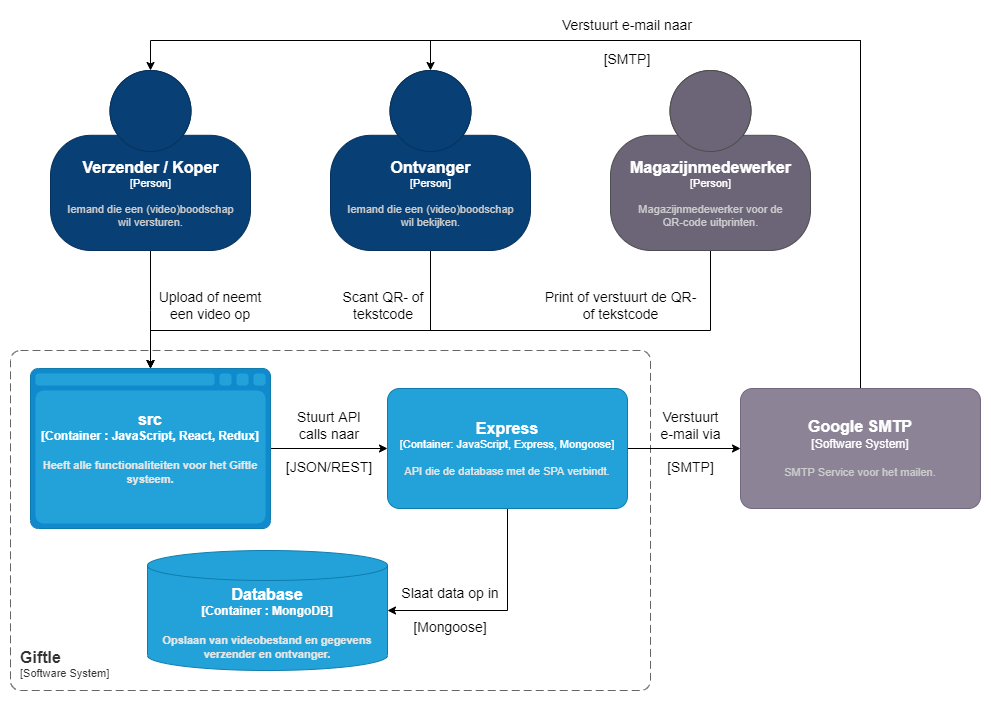 Verstuurt e-mail naar
[SMTP]
Verzender / Koper
[Person]
Iemand die een (video)boodschap
wil versturen.
Ontvanger
[Person]
Iemand die een (video)boodschap
wil bekijken.
Magazijnmedewerker
[Person]
Magazijnmedewerker voor de
QR-code uitprinten.
Upload of neemt
een video op
Scant QR- of
tekstcode
Print of verstuurt de QR-
of tekstcode
src
[Container : JavaScript, React, Redux]
Heeft alle functionaliteiten voor het Giftle
systeem.
Stuurt API
calls naar
[JSON/REST]
Express
[Container: JavaScript, Express, Mongoose]
API die de database met de SPA verbindt.
Verstuurt
e-mail via
[SMTP]
Google SMTP
[Software System]
SMTP Service voor het mailen.
Database
[Container : MongoDB]
Opslaan van videobestand en gegevens
verzender en ontvanger.
Slaat data op in
[Mongoose]
Giftle
[Software System]